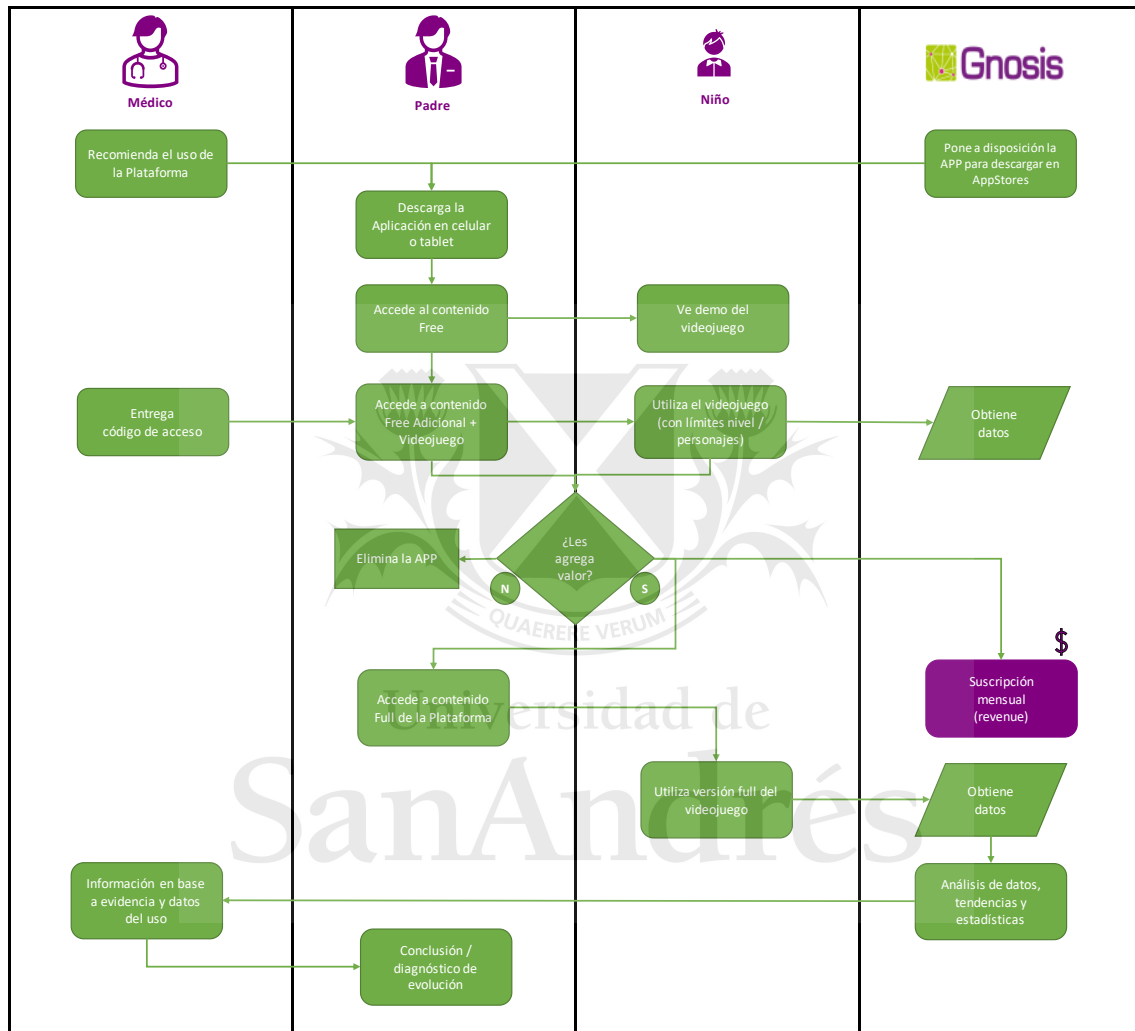 Médico
Padre
Niño
Gnosis
Recomienda el uso de
la Plataforma
Pone a disposición la
APP para descargar en
AppStores
Descarga la
Aplicación en celular
o tablet
Accede al contenido
Free
Ve demo del
videojuego
Entrega
código de acceso
Accede a contenido
Free Adicional +
Videojuego
Utiliza el videojuego
(con límites nivel /
personajes)
Obtiene
datos
¿Les
agrega
valor?
Elimina la APP
N
S
QUAERERE VERUM
$
Suscripción
mensual
(revenue)
Accede a contenido
Full de la Plataforma
Universidad de
SanAndrés
Utiliza versión full del
videojuego
Obtiene
datos
Información en base
a evidencia y datos
del uso
Análisis de datos,
tendencias y
estadísticas
Conclusión /
diagnóstico de
evolución